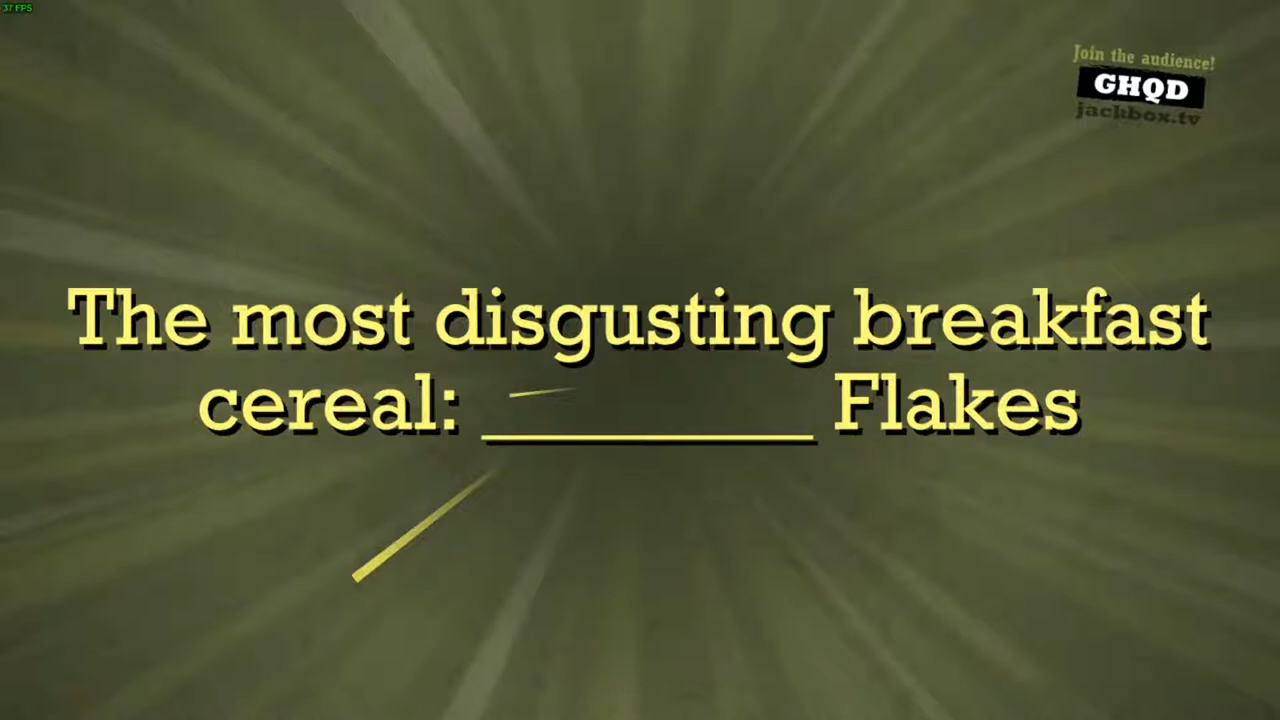 37 FPS
Join the audience!
GHQD
jackbox.tv
The most disgusting breakfast
cereal: ________ Flakes